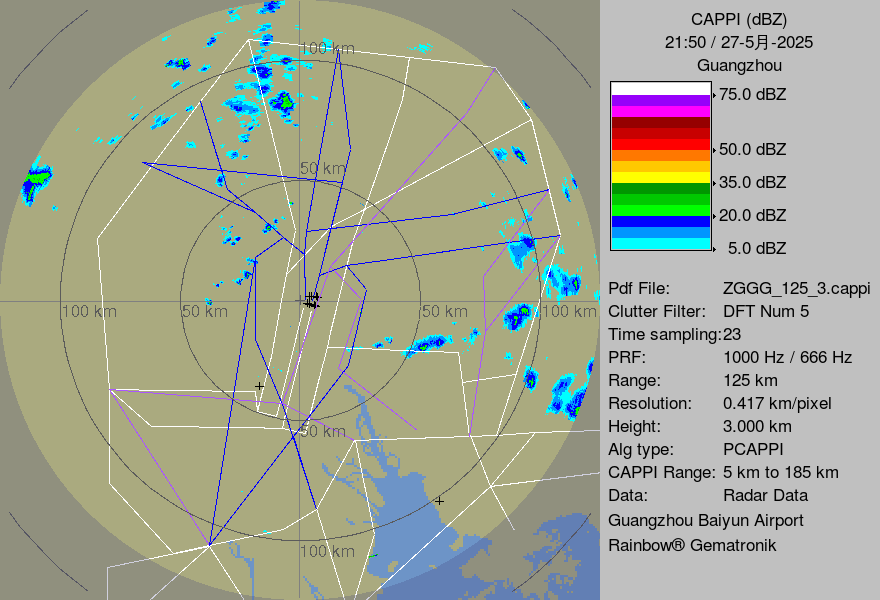 CAPPI (dBZ)
21:50 / 27-5月-2025
Guangzhou
75.0 dBZ
50.0 dBZ
35.0 dBZ
20.0 dBZ
5.0 dBZ
Pdf File: ZGGG_125_3.cappi
Clutter Filter: DFT Num 5
Time sampling:23
PRF: 1000 Hz / 666 Hz
Range: 125 km
Resolution: 0.417 km/pixel
Height: 3.000 km
Alg type: PCAPPI
CAPPI Range: 5 km to 185 km
Data: Radar Data
Guangzhou Baiyun Airport
Rainbow® Gematronik
100 km
50 km
100 km
50 km
50 km
100 km
50 km
100 km